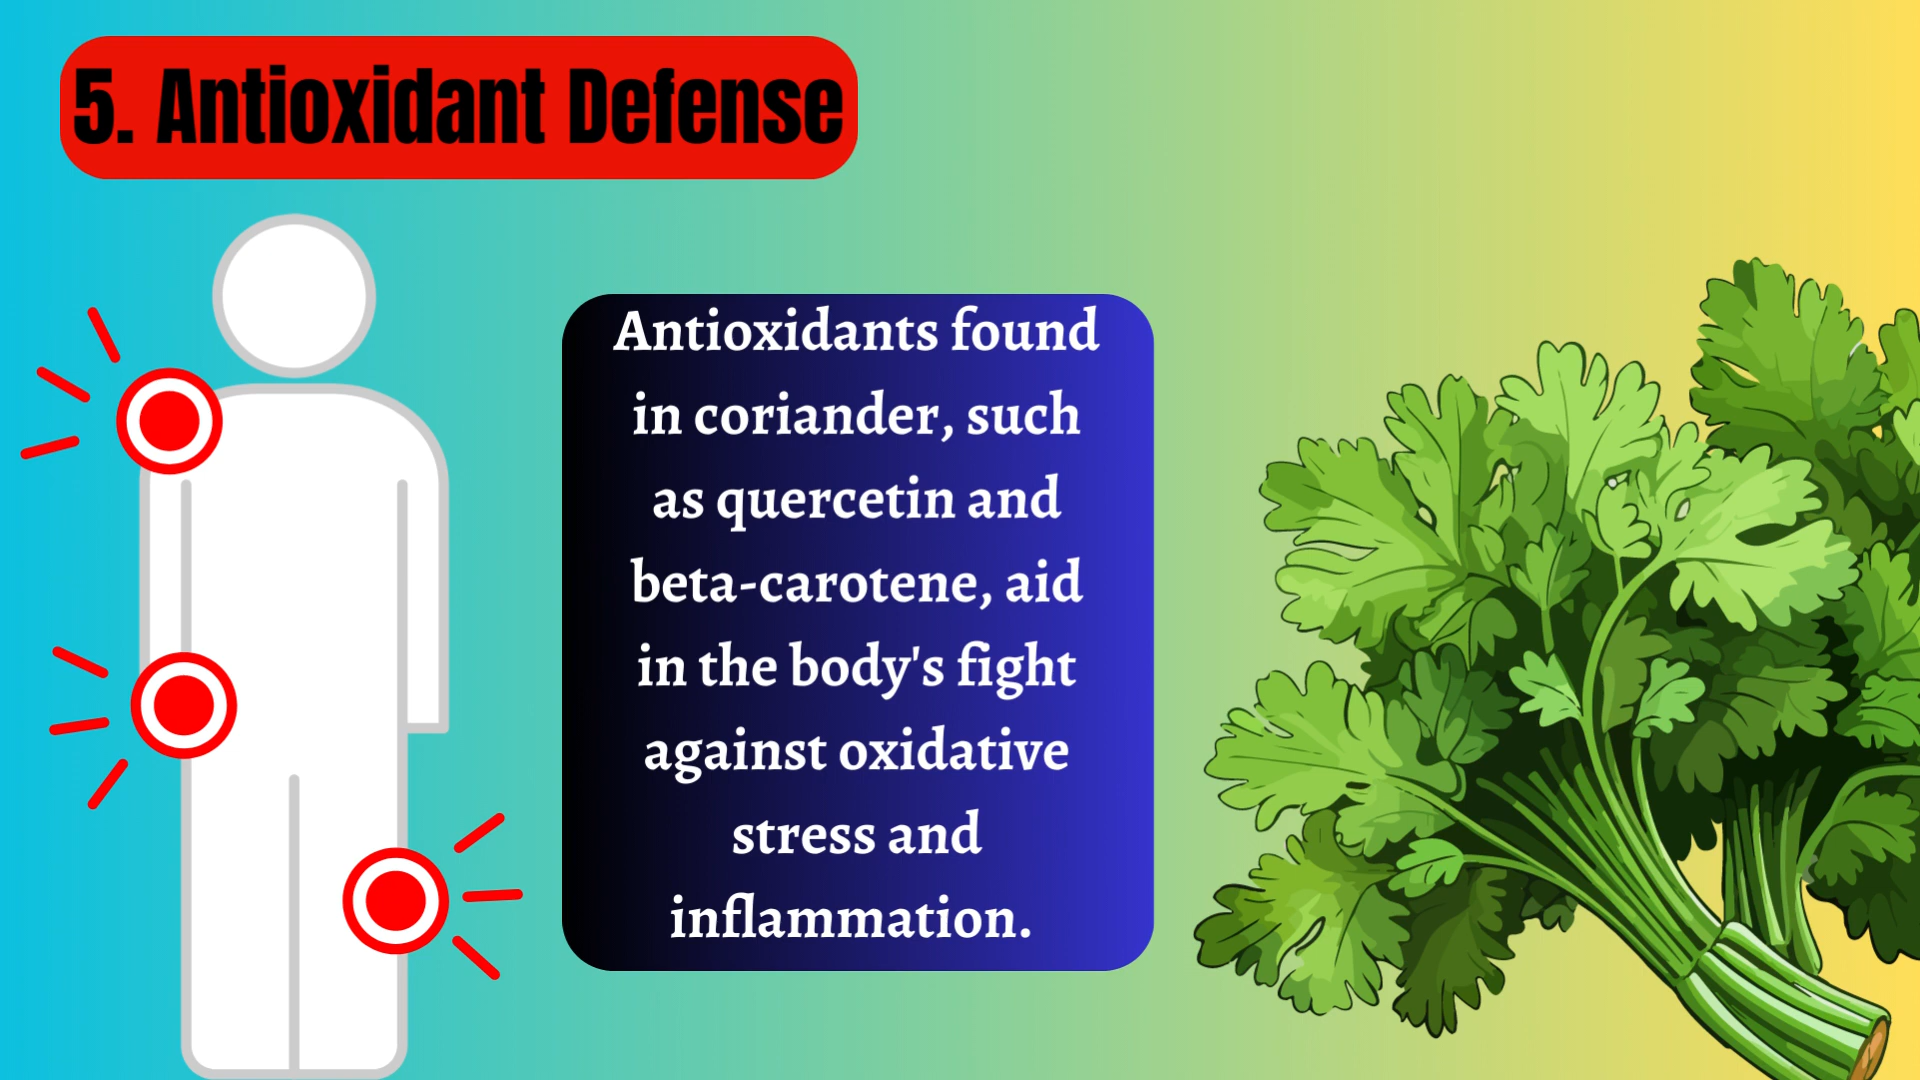 5. Antioxidant Defense
Antioxidants found
in coriander, such
as quercetin and
beta-carotene, aid
in the body's fight
against oxidative
stress and
inflammation.